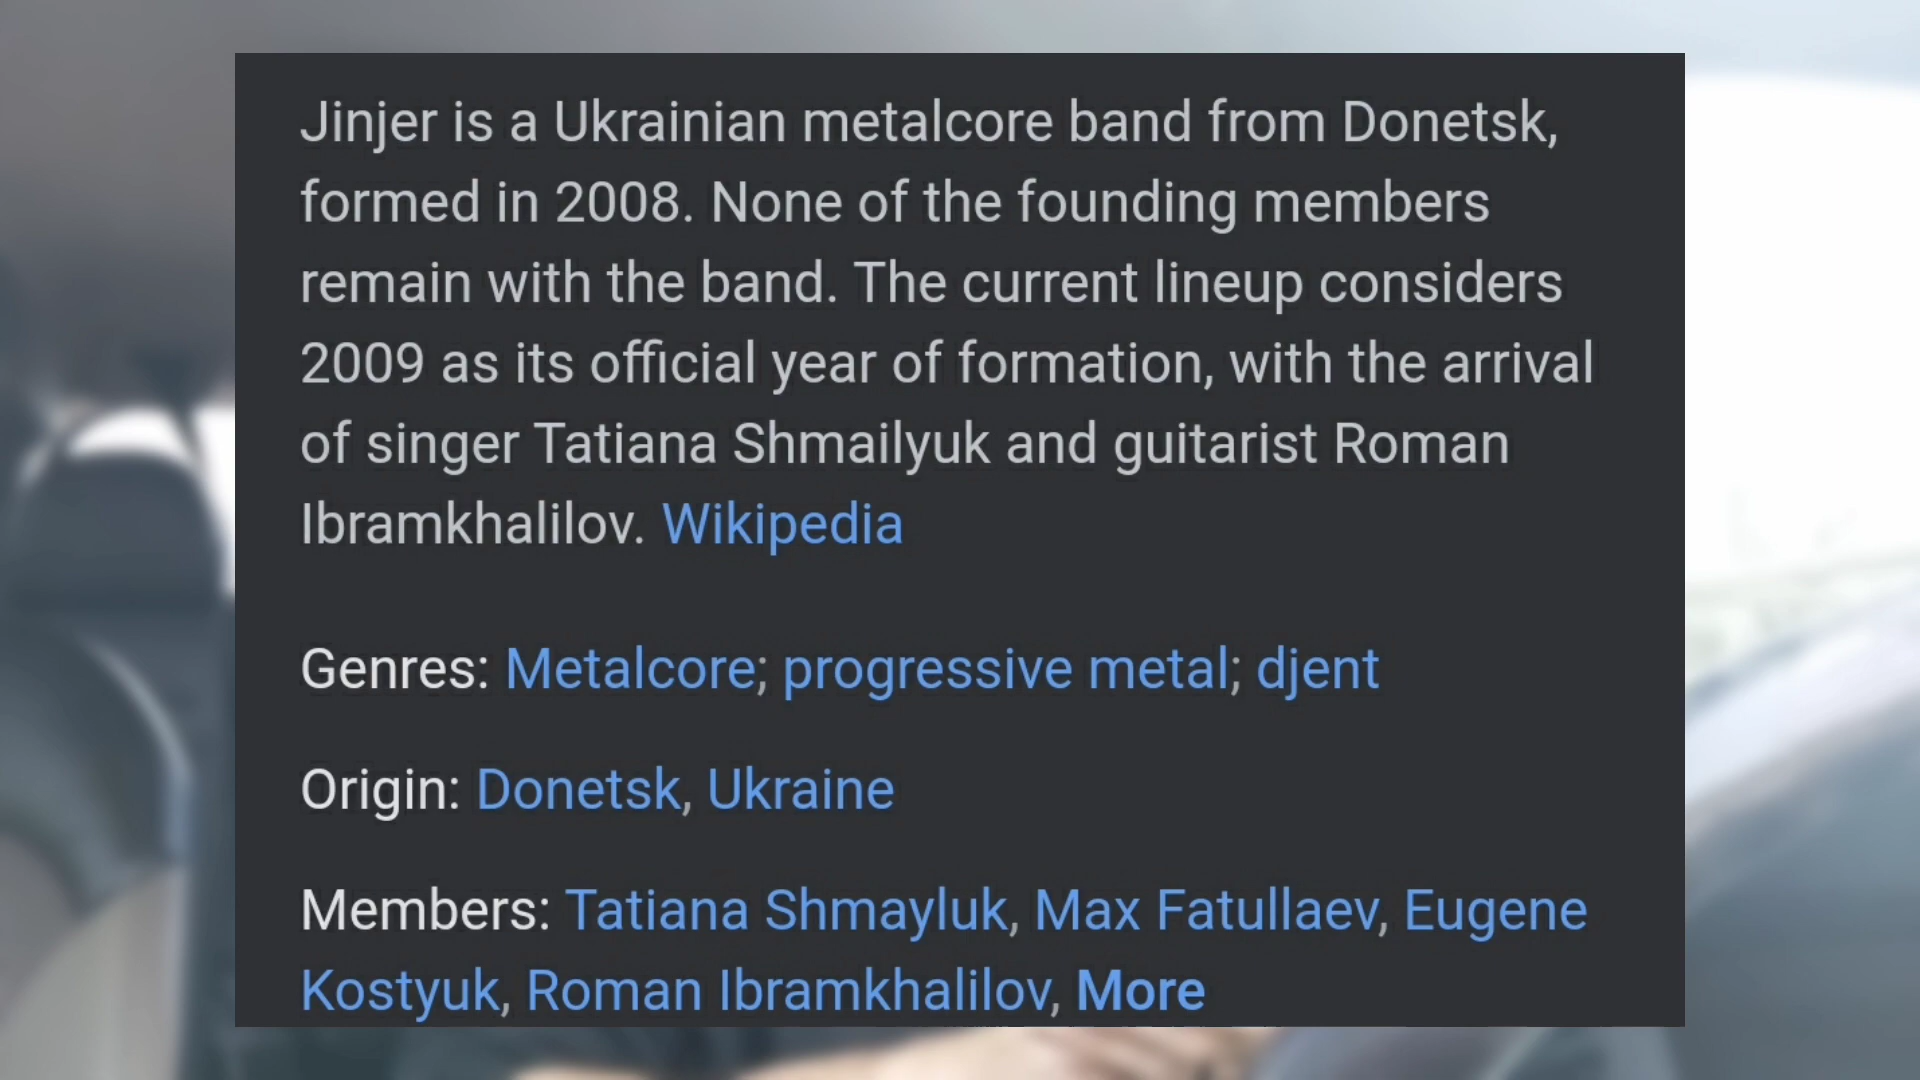 Jinjer is a Ukrainian metalcore band from Donetsk,
formed in 2008. None of the founding members
remain with the band. The current lineup considers
2009 as its official year of formation, with the arrival
of singer Tatiana Shmailyuk and guitarist Roman
Ibramkhalilov. Wikipedia
Genres: Metalcore; progressive metal; djent
Origin: Donetsk, Ukraine
Members: Tatiana Shmayluk, Max Fatullaev, Eugene
Kostyuk, Roman Ibramkhalilov, More